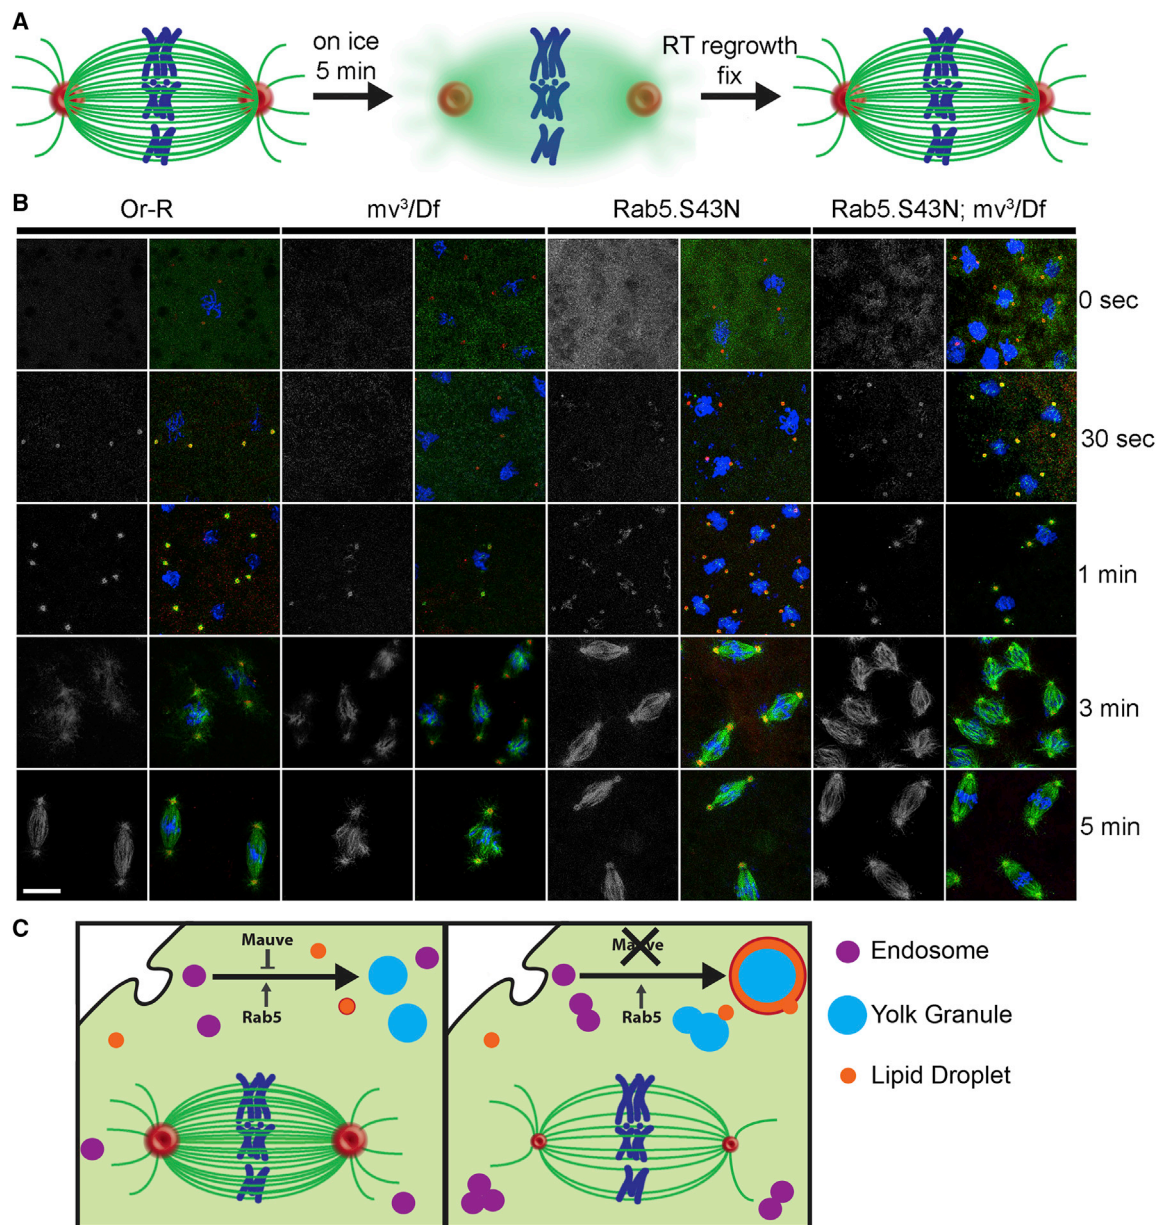 A
on ice
5 min
RT regrowth
fix
B
Or-R
mv³/Df
Rab5.S43N
Rab5.S43N; mv³/Df
0 sec
30 sec
1 min
3 min
5 min
C
Mauve
Rab5
Mauve
Rab5
Endosome
Yolk Granule
Lipid Droplet